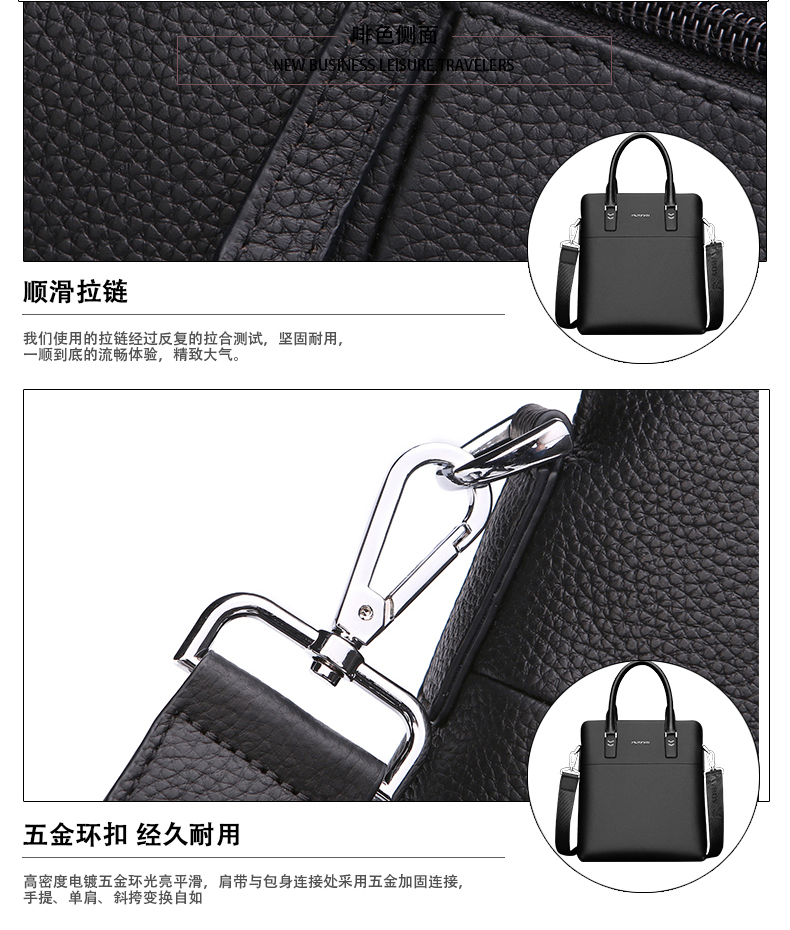 啡色侧面
NEW BUSINESS LEISURE TRAVELERS
顺滑拉链
我们使用的拉链经过反复的拉合测试，坚固耐用，
一顺到底的流畅体验，精致大气。
五金环扣 经久耐用
高密度电镀五金环光亮平滑，肩带与包身连接处采用五金加固连接，
手提、单肩、斜挎变换自如